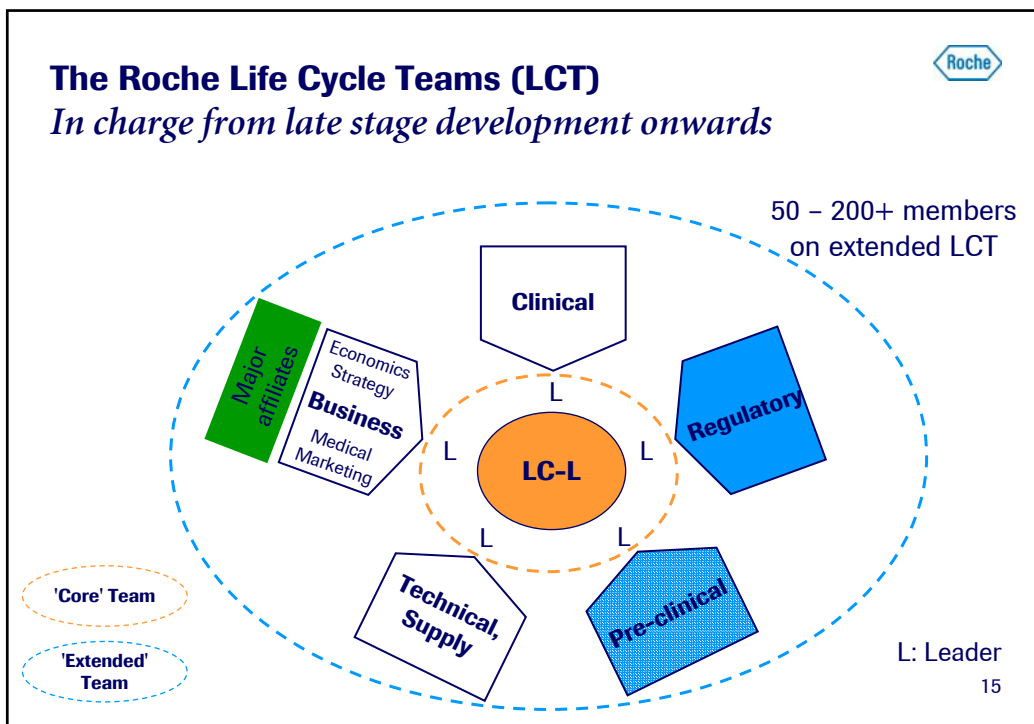 The Roche Life Cycle Teams (LCT)
In charge from late stage development onwards
Roche
50 – 200+ members
on extended LCT
Clinical
Major
affiliates
Economics
Strategy
Business
Medical
Marketing
Regulatory
L
L
L
LC-L
L
L
Technical,
Supply
Pre-clinical
'Core' Team
'Extended'
Team
L: Leader
15